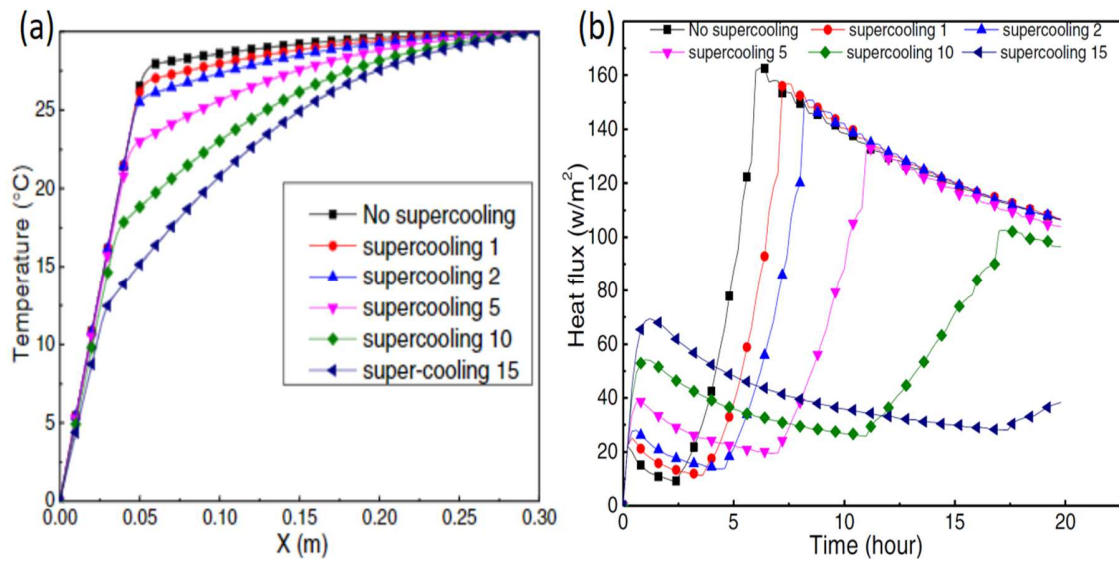 (a)
Temperature (°C)
25
20
15
10
5
0
0.00 0.05 0.10 0.15 0.20 0.25 0.30
X (m)
No supercooling
supercooling 1
supercooling 2
supercooling 5
supercooling 10
super-cooling 15
(b)
No supercooling supercooling 1 supercooling 2
supercooling 5 supercooling 10 supercooling 15
Heat flux (w/m²)
160
140
120
100
80
60
40
20
0
0 5 10 15 20
Time (hour)